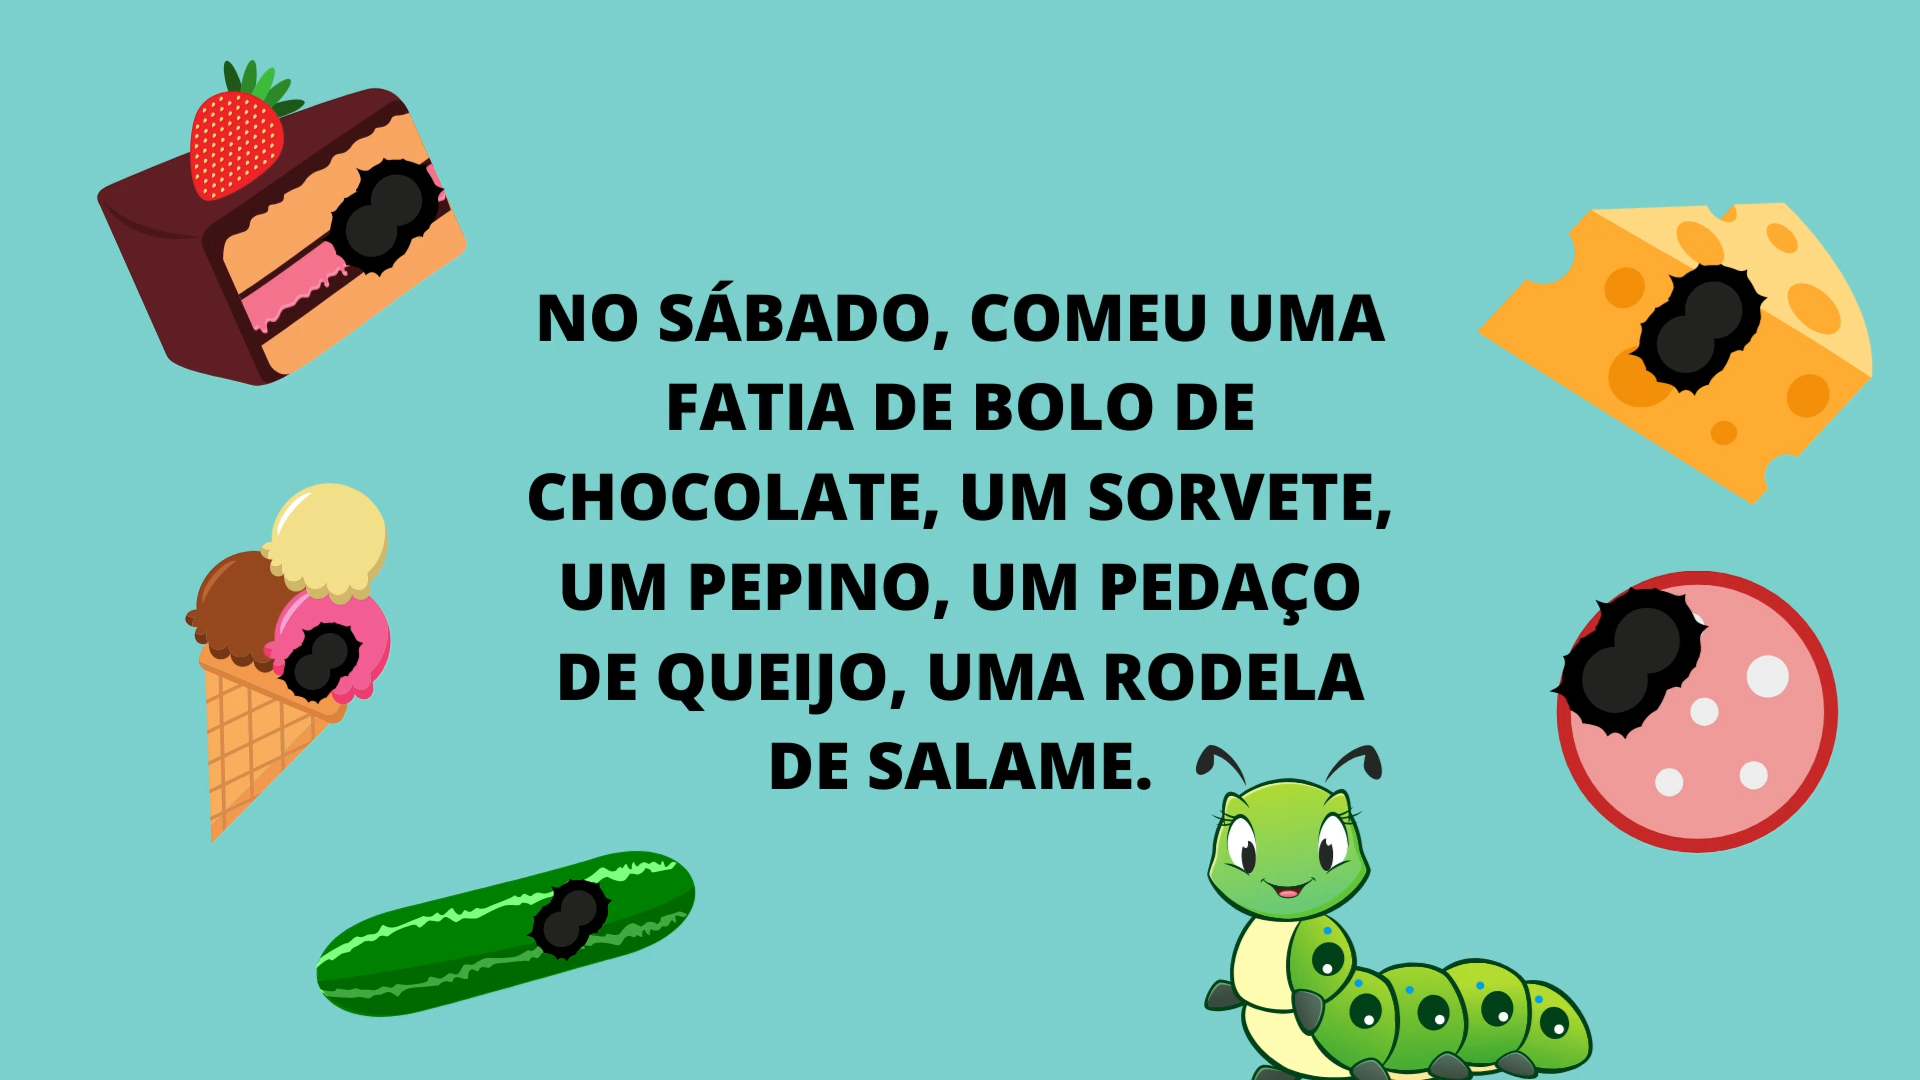 NO SÁBADO, COMEU UMA
FATIA DE BOLO DE
CHOCOLATE, UM SORVETE,
UM PEPINO, UM PEDAÇO
DE QUEIJO, UMA RODELA
DE SALAME.